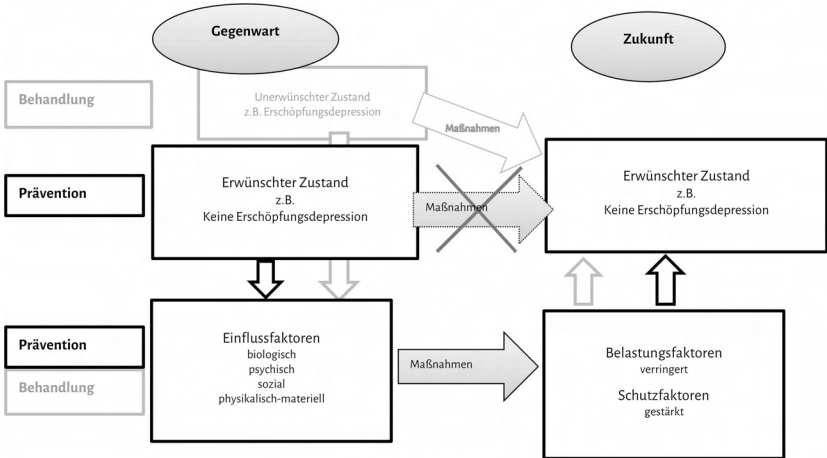 Gegenwart
Zukunft
Behandlung
Unerwünschter Zustand
z.B. Erschöpfungsdepression
Maßnahmen
Prävention
Erwünschter Zustand
z.B.
Keine Erschöpfungsdepression
Maßnahmen
Erwünschter Zustand
z.B.
Keine Erschöpfungsdepression
Prävention
Behandlung
Einflussfaktoren
biologisch
psychisch
sozial
physikalisch-materiell
Maßnahmen
Belastungsfaktoren
verringert
Schutzfaktoren
gestärkt